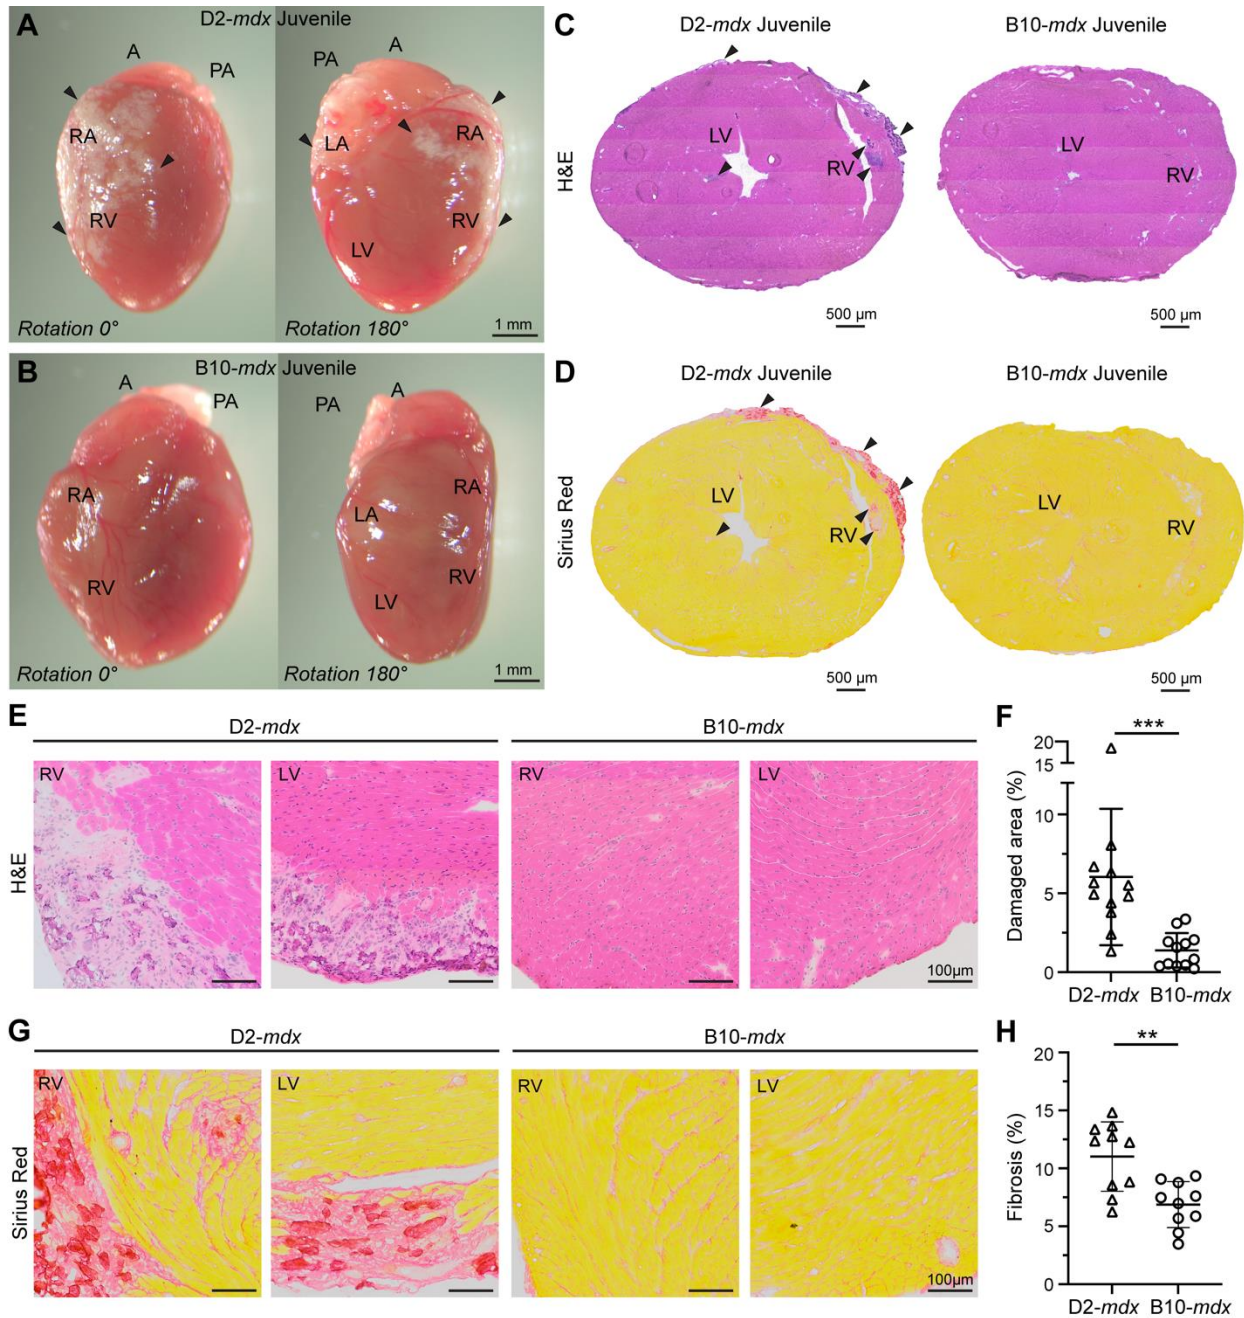 A
D2-mdx Juvenile
A
PA
RA
RV
Rotation 0°
PA
A
LA
RA
RV
LV
Rotation 180°
1 mm
B
B10-mdx Juvenile
A
PA
RA
RV
Rotation 0°
PA
A
RA
LA
RV
LV
Rotation 180°
1 mm
C
D2-mdx Juvenile
B10-mdx Juvenile
H&E
LV
RV
500 µm
LV
RV
500 µm
D
D2-mdx Juvenile
B10-mdx Juvenile
Sirius Red
LV
RV
500 µm
LV
RV
500 µm
E
D2-mdx
B10-mdx
H&E
RV
LV
RV
LV
100µm
F
***
Damaged area (%)
20
15
10
5
0
D2-mdx
B10-mdx
G
D2-mdx
B10-mdx
Sirius Red
RV
LV
RV
LV
100µm
H
**
Fibrosis (%)
20
15
10
5
0
D2-mdx
B10-mdx